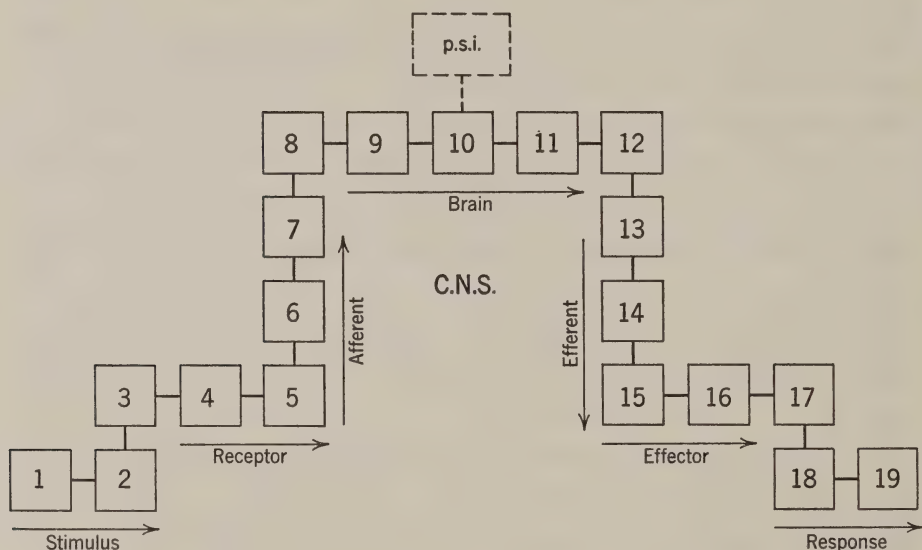 p.s.i.
8 9 10 11 12
Brain
7 13
C.N.S.
Afferent
Efferent
6 14
3 4 5 15 16 17
Receptor
Effector
1 2 18 19
Stimulus
Response